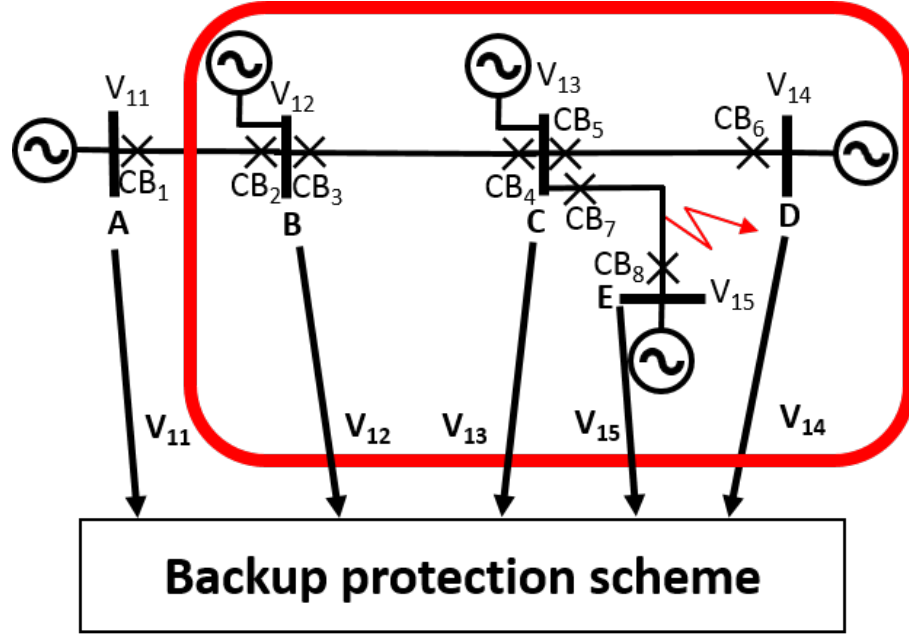 V₁₁
V₁₂
V₁₃
V₁₄
CB₁
CB₂
CB₃
CB₄
CB₅
CB₆
CB₇
CB₈
A
B
C
D
E
V₁₅
V₁₁
V₁₂
V₁₃
V₁₅
V₁₄
Backup protection scheme